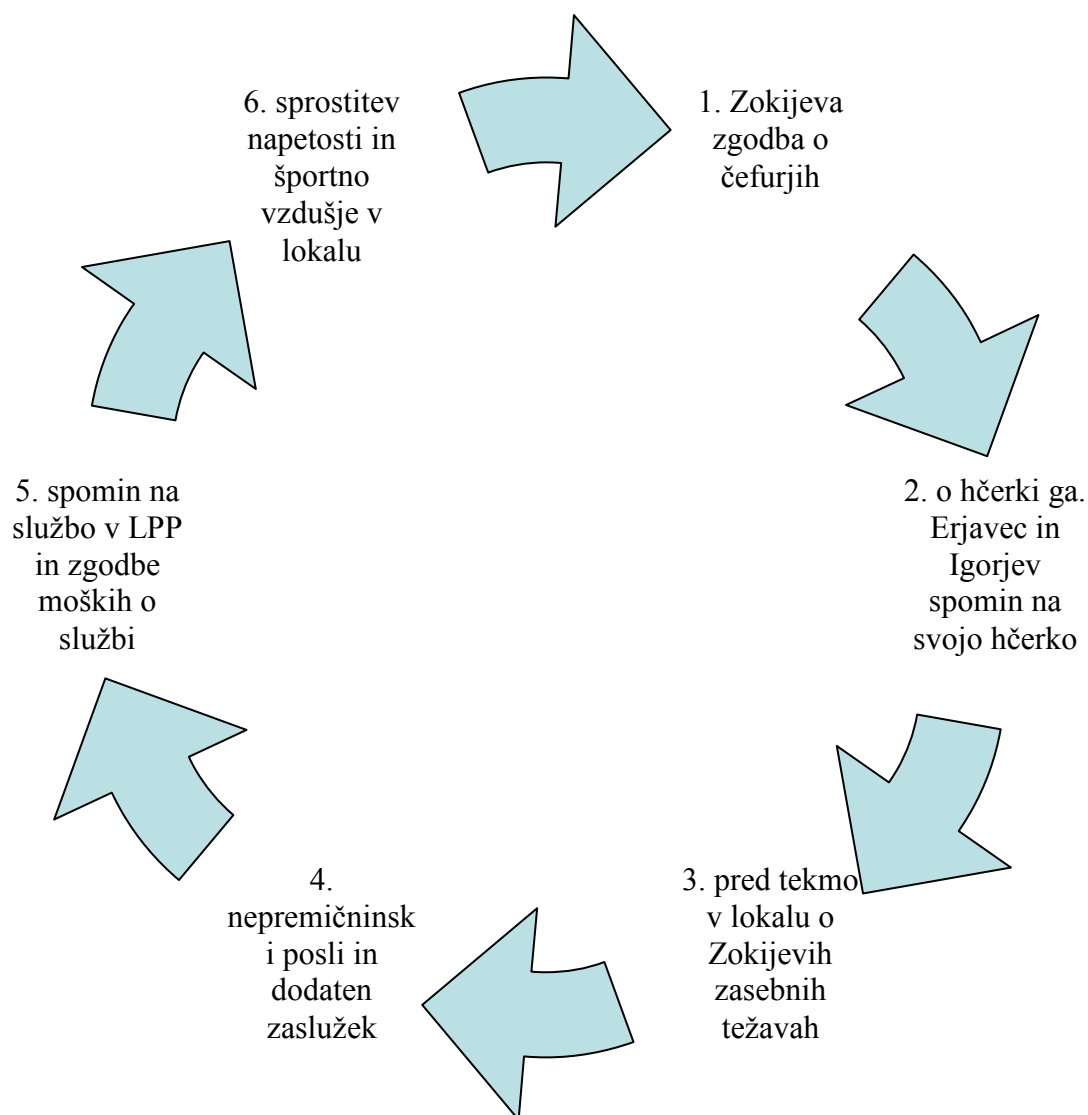 1. Zokijeva
zgodba o
čefurjih
2. o hčerki ga.
Erjavec in
Igorjev
spomin na
svojo hčerko
3. pred tekmo
v lokalu o
Zokijevih
zasebnih
težavah
4.
nepremičninsk
i posli in
dodaten
zaslužek
5. spomin na
službo v LPP
in zgodbe
moških o
službi
6. sprostitev
napetosti in
športno
vzdušje v
lokalu